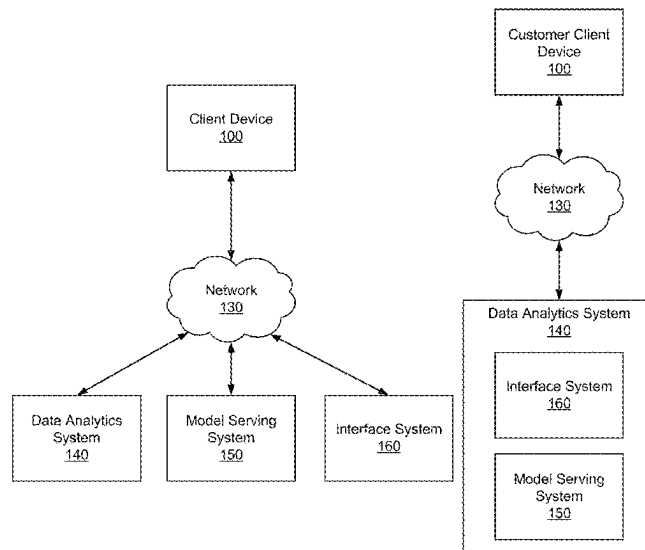 Client Device
100
Network
130
Data Analytics
System
140
Model Serving
System
150
Interface System
160
Customer Client
Device
100
Network
130
Data Analytics System
140
Interface System
160
Model Serving
System
150